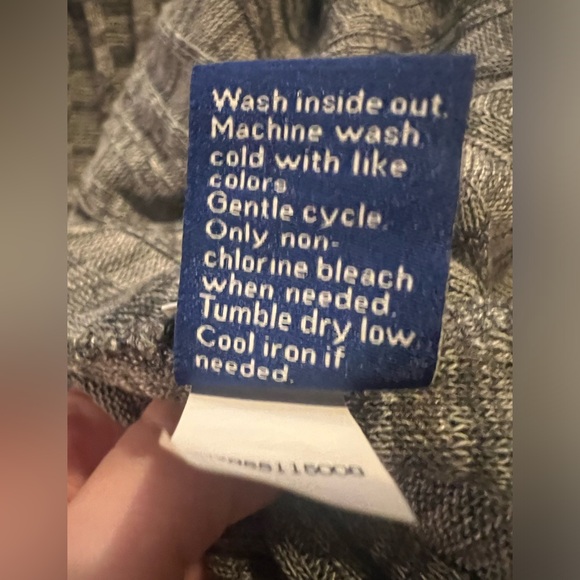 Wash inside out.
Machine wash
cold with like
colors.
Gentle cycle.
Only non-
chlorine bleach
when needed.
Tumble dry low.
Cool iron if
needed.